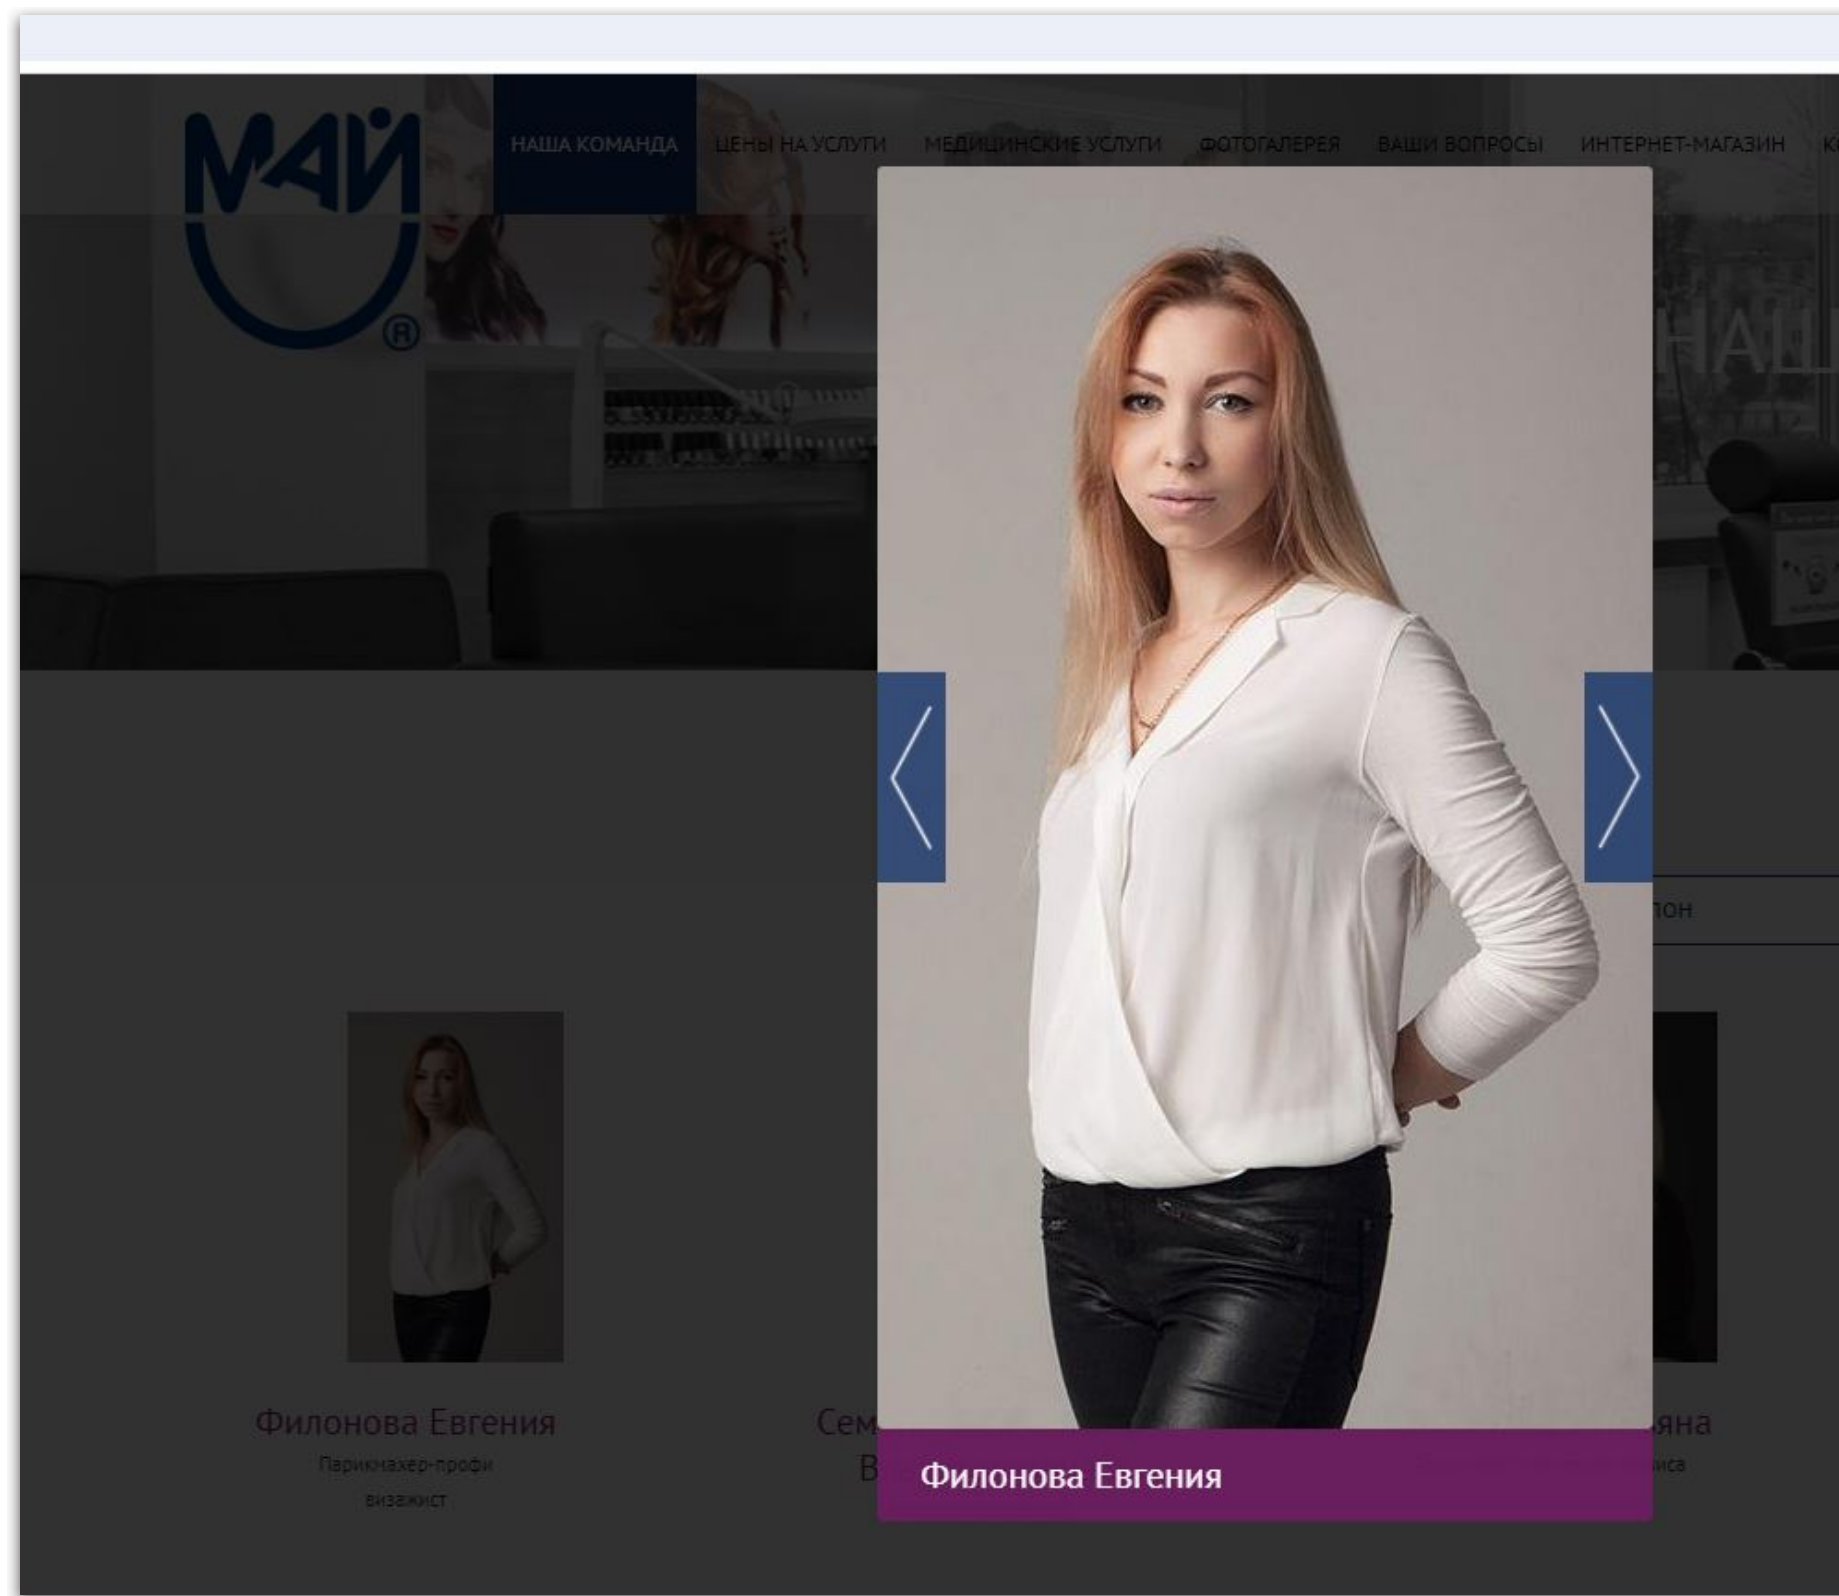 МАЙ
®
НАША КОМАНДА ЦЕНЫ НА УСЛУГИ МЕДИЦИНСКИЕ УСЛУГИ ФОТОГАЛЕРЕЯ ВАШИ ВОПРОСЫ ИНТЕРНЕТ-МАГАЗИН
Филонова Евгения
Парикмахер-профи
визажист
Филонова Евгения